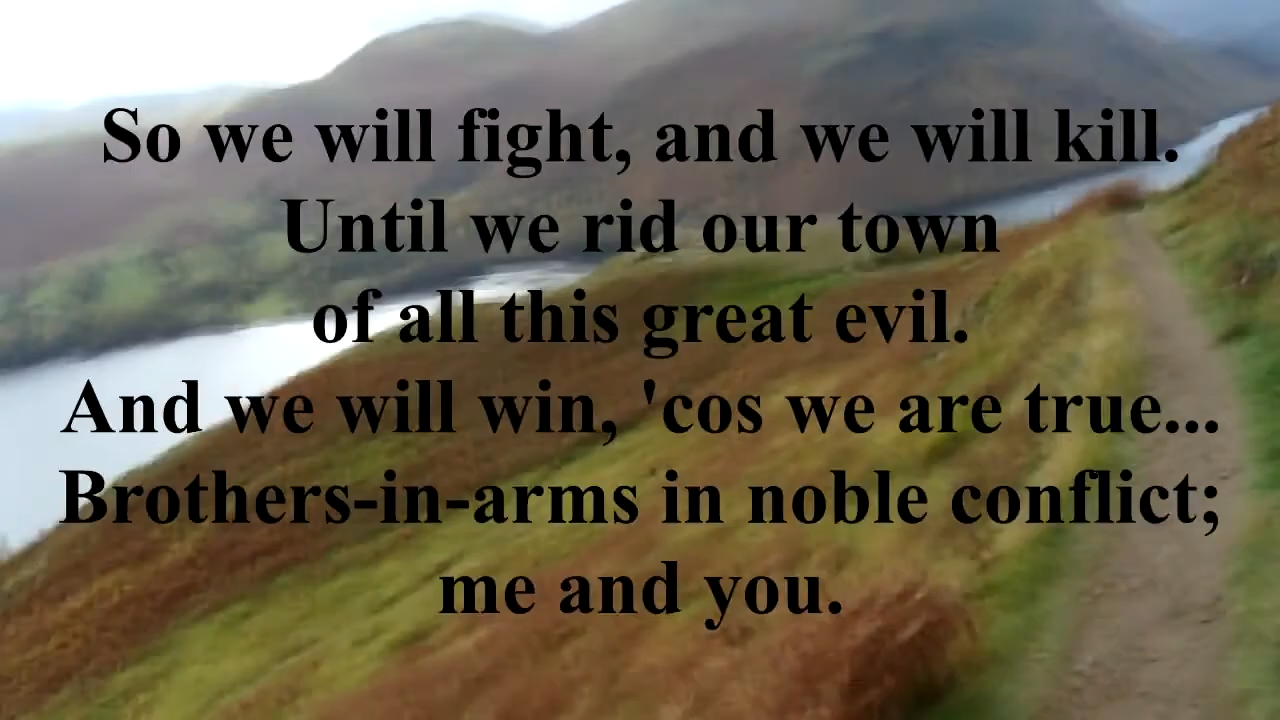 So we will fight, and we will kill.
Until we rid our town
of all this great evil.
And we will win, 'cos we are true...
Brothers-in-arms in noble conflict;
me and you.